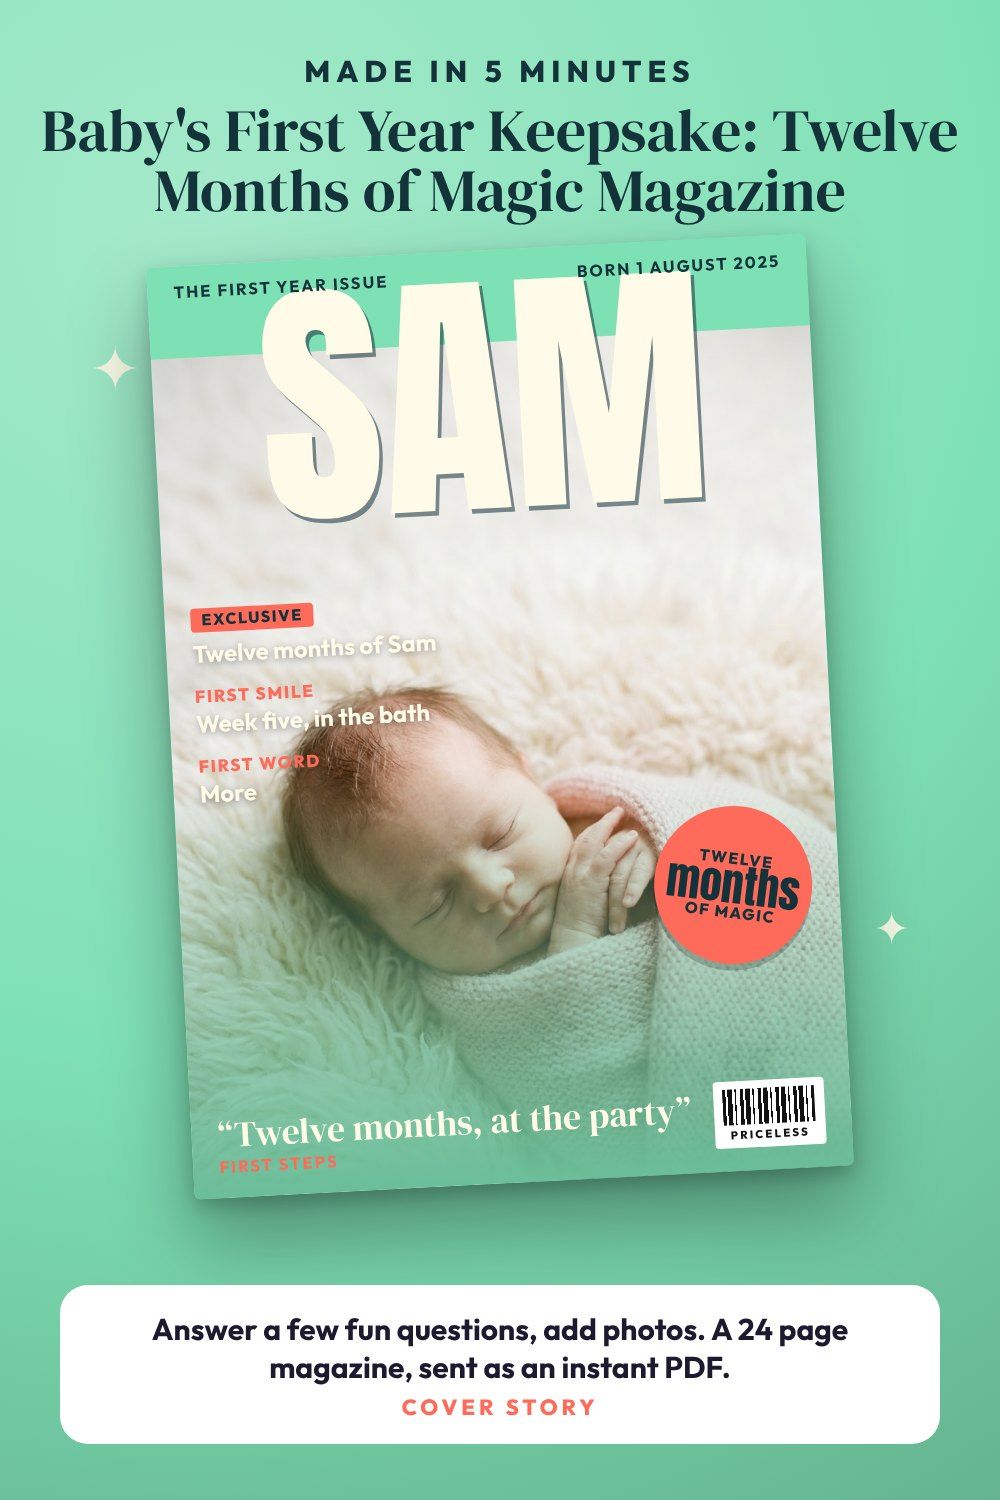 MADE IN 5 MINUTES
Baby's First Year Keepsake: Twelve
Months of Magic Magazine
THE FIRST YEAR ISSUE
BORN 1 AUGUST 2025
SAM
EXCLUSIVE
Twelve months of Sam
FIRST SMILE
Week five, in the bath
FIRST WORD
More
TWELVE
months
OF MAGIC
“Twelve months, at the party”
FIRST STEPS
PRICELESS
Answer a few fun questions, add photos. A 24 page
magazine, sent as an instant PDF.
COVER STORY